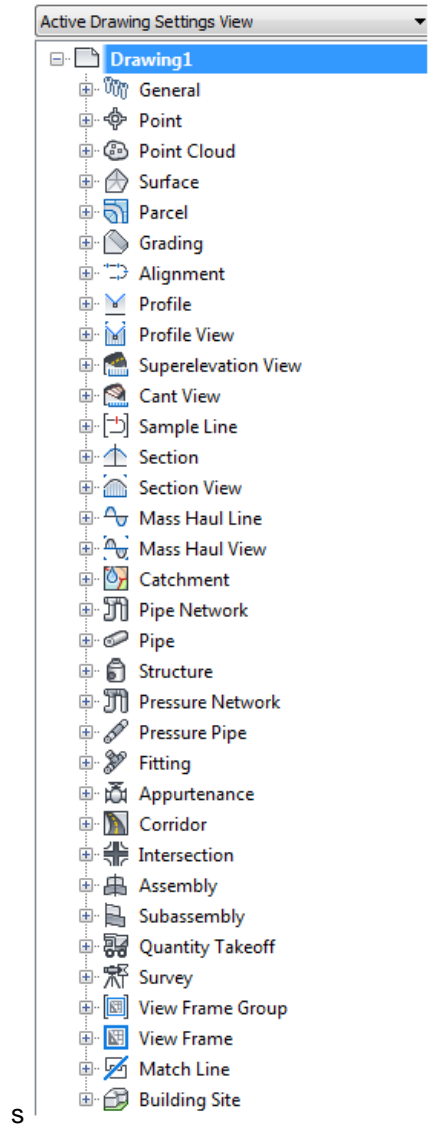 Active Drawing Settings View
Drawing1
General
Point
Point Cloud
Surface
Parcel
Grading
Alignment
Profile
Profile View
Superelevation View
Cant View
Sample Line
Section
Section View
Mass Haul Line
Mass Haul View
Catchment
Pipe Network
Pipe
Structure
Pressure Network
Pressure Pipe
Fitting
Appurtenance
Corridor
Intersection
Assembly
Subassembly
Quantity Takeoff
Survey
View Frame Group
View Frame
Match Line
Building Site
s